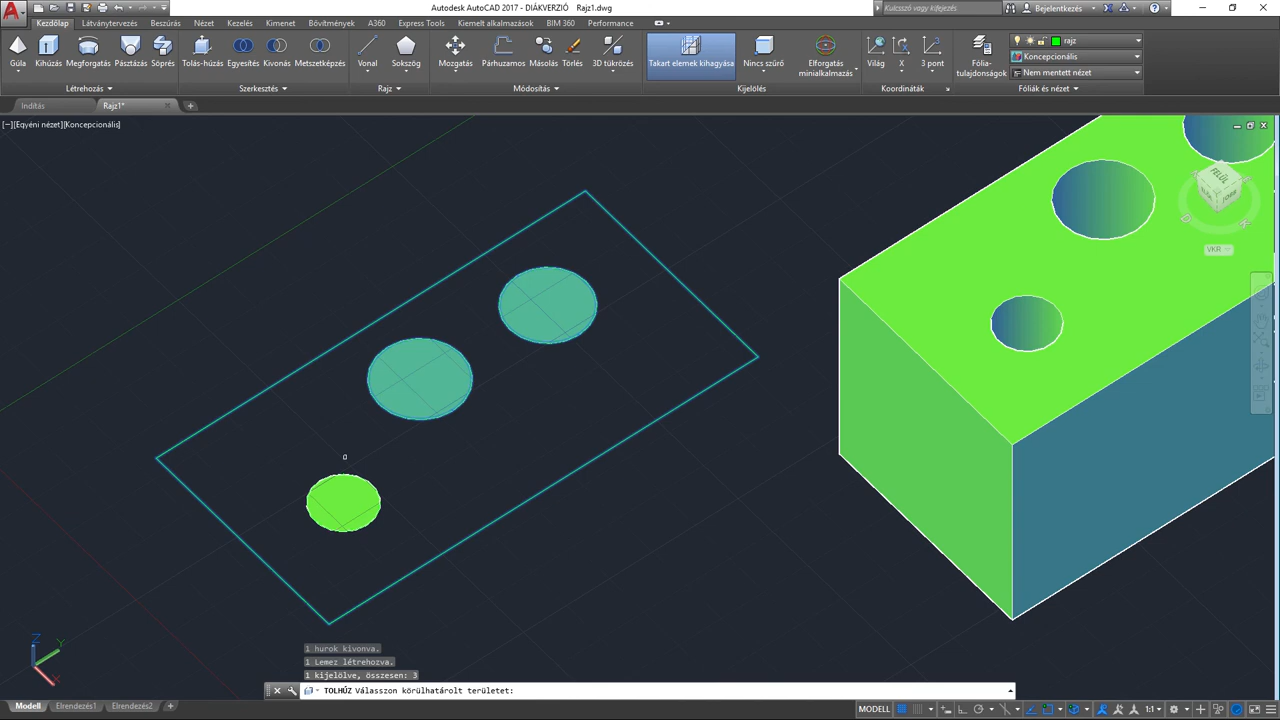 Autodesk AutoCAD 2017 - DIÁKVERZIÓ Rajz1.dwg
Kulcsszó vagy kifejezés
Bejelentkezés
Kezdőlap Látványtervezés Beszúrás Nézet Kezelés Kimenet Bővítmények A360 Express Tools Kiemelt alkalmazások BIM 360 Performance
Gúla Kihúzás Megforgatás Pásztázás Söprés Tolás-húzás Egyesítés Kivonás Metszetképzés Vonal Sokszög Mozgatás Párhuzamos Másolás Törlés 3D tükrözés Takart elemek kihagyása Nincs szűrő Elforgatás minialkalmazás Világ X 3 pont Fólia-tulajdonságok
rajz
Koncepcionális
Nem mentett nézet
Létrehozás Szerkesztés Rajz Módosítás Kijelölés Koordináták Fóliák és nézet
Indítás Rajz1*
[−][Egyéni nézet][Koncepcionális]
FELÜL
VKR
Z
Y
X
1 hurok kivonva.
1 Lemez létrehozva.
1 kijelölve, összesen: 3
TOLHÚZ Válasszon körülhatárolt területet:
Modell Elrendezés1 Elrendezés2
MODELL 1:1